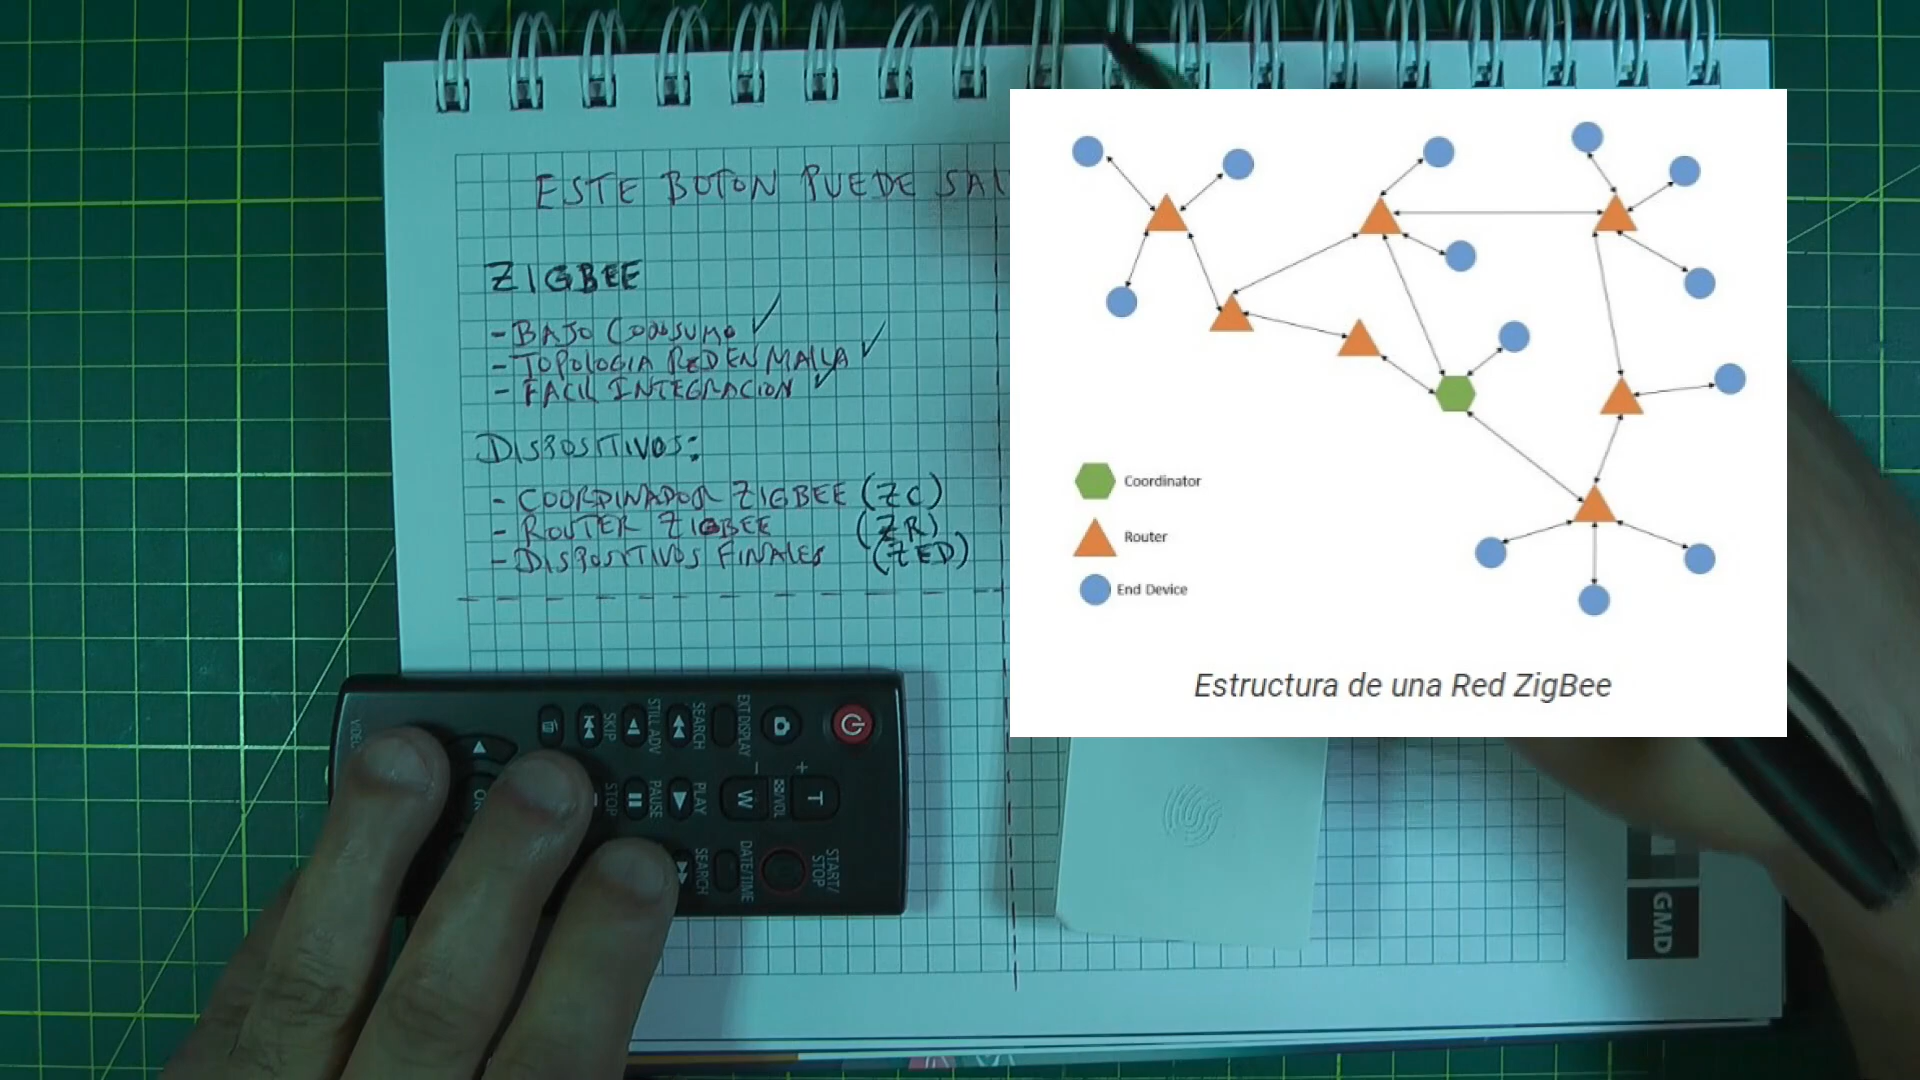 ESTE BOTON PUEDE
ZIGBEE
- BAJO CONSUMO ✓
- TOPOLOGIA RED EN MALLA ✓
- FACIL INTEGRACION ✓
DISPOSITIVOS:
- COORDINADOR ZIGBEE (ZC)
- ROUTER ZIGBEE (ZR)
- DISPOSITIVOS FINALES (ZED)
Coordinator
Router
End Device
Estructura de una Red ZigBee
EXT DISPLAY
SEARCH
STILL ADV
SKIP
VOL
PLAY
PAUSE
STOP
W
T
START/
STOP
DATE/TIME
SEARCH
GMD